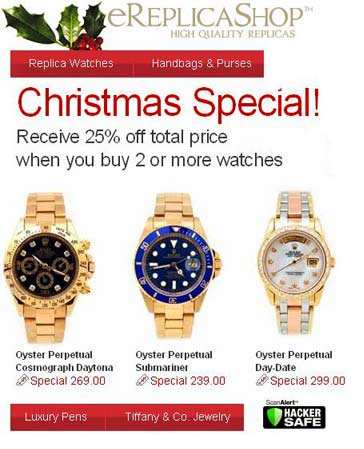 eReplicaShop™
HIGH QUALITY REPLICAS
Replica Watches
Handbags & Purses
Christmas Special!
Receive 25% off total price
when you buy 2 or more watches
Oyster Perpetual
Cosmograph Daytona
Special 269.00
Oyster Perpetual
Submariner
Special 239.00
Oyster Perpetual
Day-Date
Special 299.00
Luxury Pens
Tiffany & Co. Jewelry
ScanAlert™
HACKER
SAFE